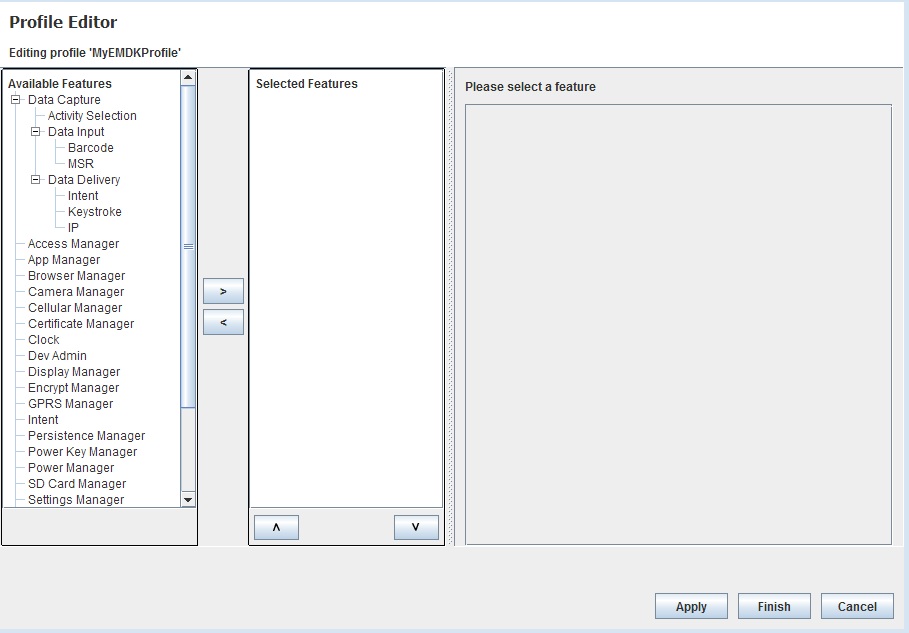 Profile Editor
Editing profile 'MyEMDKProfile'
Available Features
Data Capture
Activity Selection
Data Input
Barcode
MSR
Data Delivery
Intent
Keystroke
IP
Access Manager
App Manager
Browser Manager
Camera Manager
Cellular Manager
Certificate Manager
Clock
Dev Admin
Display Manager
Encrypt Manager
GPRS Manager
Intent
Persistence Manager
Power Key Manager
Power Manager
SD Card Manager
Settings Manager
>
<
Selected Features
Please select a feature
Apply
Finish
Cancel